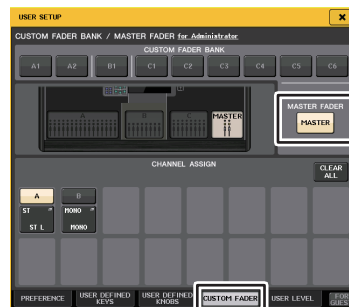 USER SETUP
CUSTOM FADER BANK / MASTER FADER for Administrator
CUSTOM FADER BANK
A1 A2 B1 C1 C2 C3 C4 C5 C6
A B C MASTER
MASTER FADER
MASTER
CHANNEL ASSIGN
CLEAR
ALL
A B
ST MONO
ST L MONO
PREFERENCE USER DEFINED KEYS USER DEFINED KNOBS CUSTOM FADER USER LEVEL FOR GUEST